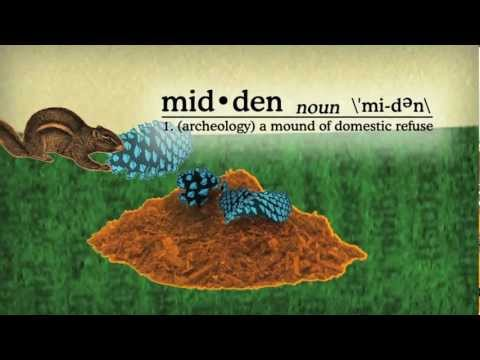 mid•den noun \'mi-dən\
1. (archeology) a mound of domestic refuse